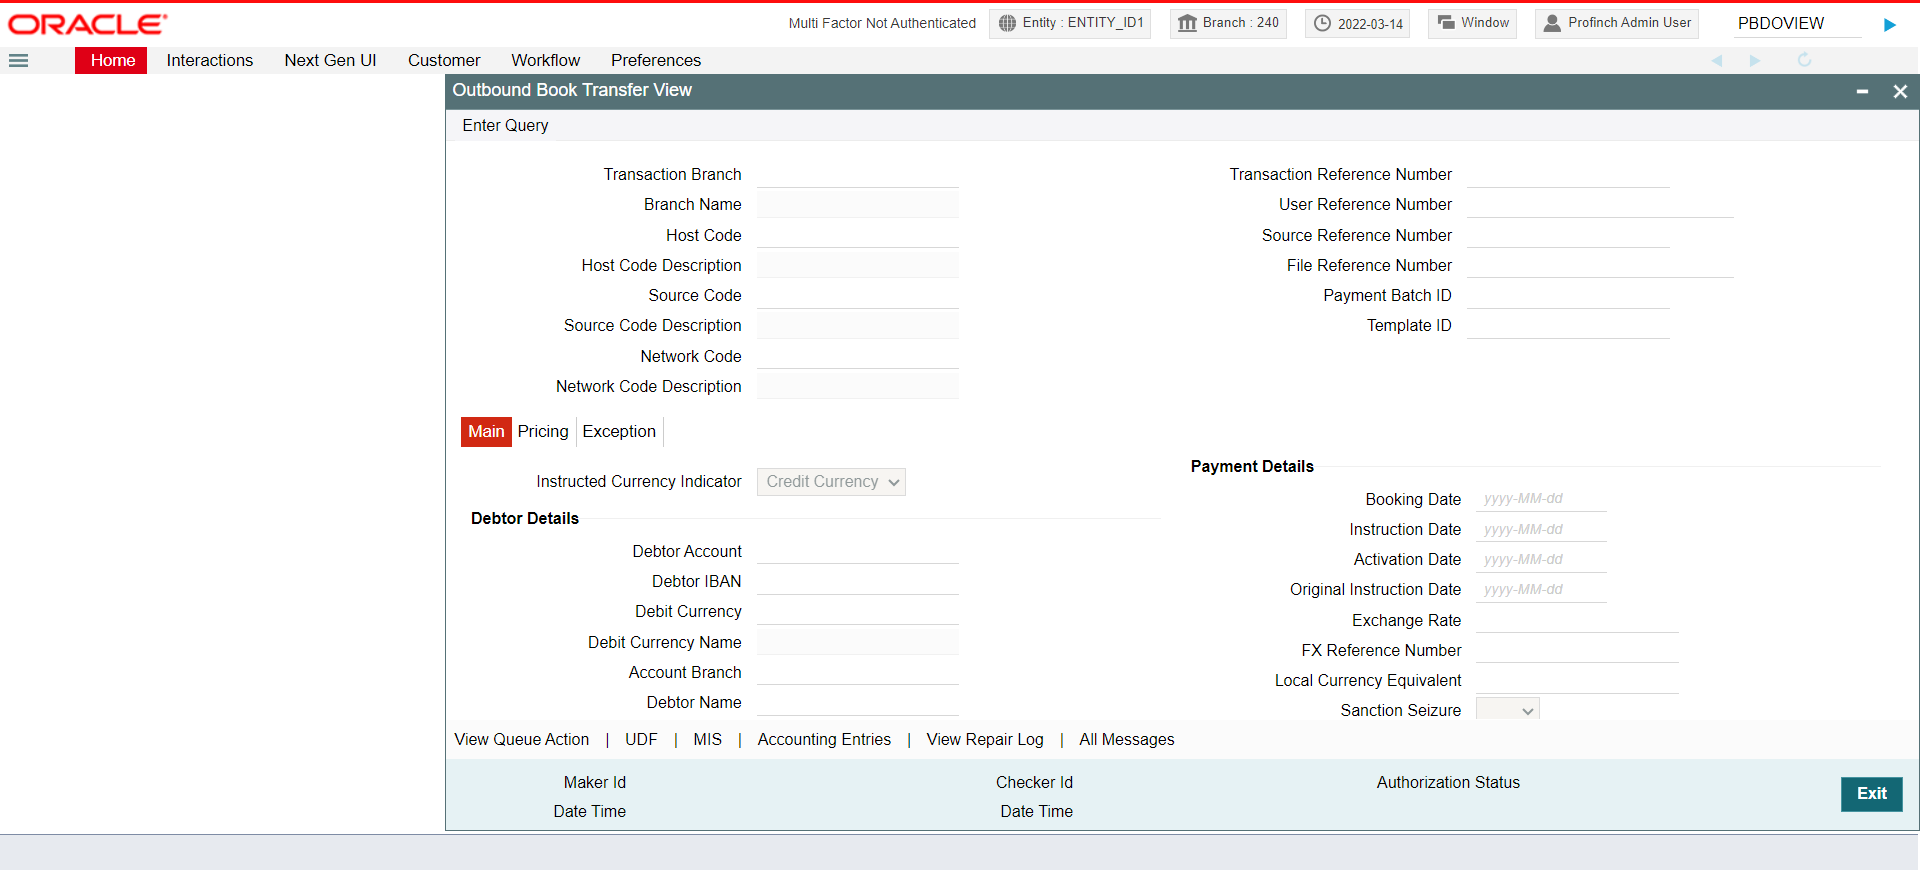 ORACLE
Multi Factor Not Authenticated Entity : ENTITY_ID1 Branch : 240 2022-03-14 Window Profinch Admin User PBDOVIEW
Home Interactions Next Gen UI Customer Workflow Preferences
Outbound Book Transfer View
Enter Query
Transaction Branch Transaction Reference Number
Branch Name User Reference Number
Host Code Source Reference Number
Host Code Description File Reference Number
Source Code Payment Batch ID
Source Code Description Template ID
Network Code
Network Code Description
Main Pricing Exception
Payment Details
Instructed Currency Indicator Credit Currency
Booking Date yyyy-MM-dd
Debtor Details
Instruction Date yyyy-MM-dd
Debtor Account Activation Date yyyy-MM-dd
Debtor IBAN Original Instruction Date yyyy-MM-dd
Debit Currency Exchange Rate
Debit Currency Name FX Reference Number
Account Branch Local Currency Equivalent
Debtor Name Sanction Seizure
View Queue Action | UDF | MIS | Accounting Entries | View Repair Log | All Messages
Maker Id Checker Id Authorization Status
Exit
Date Time Date Time